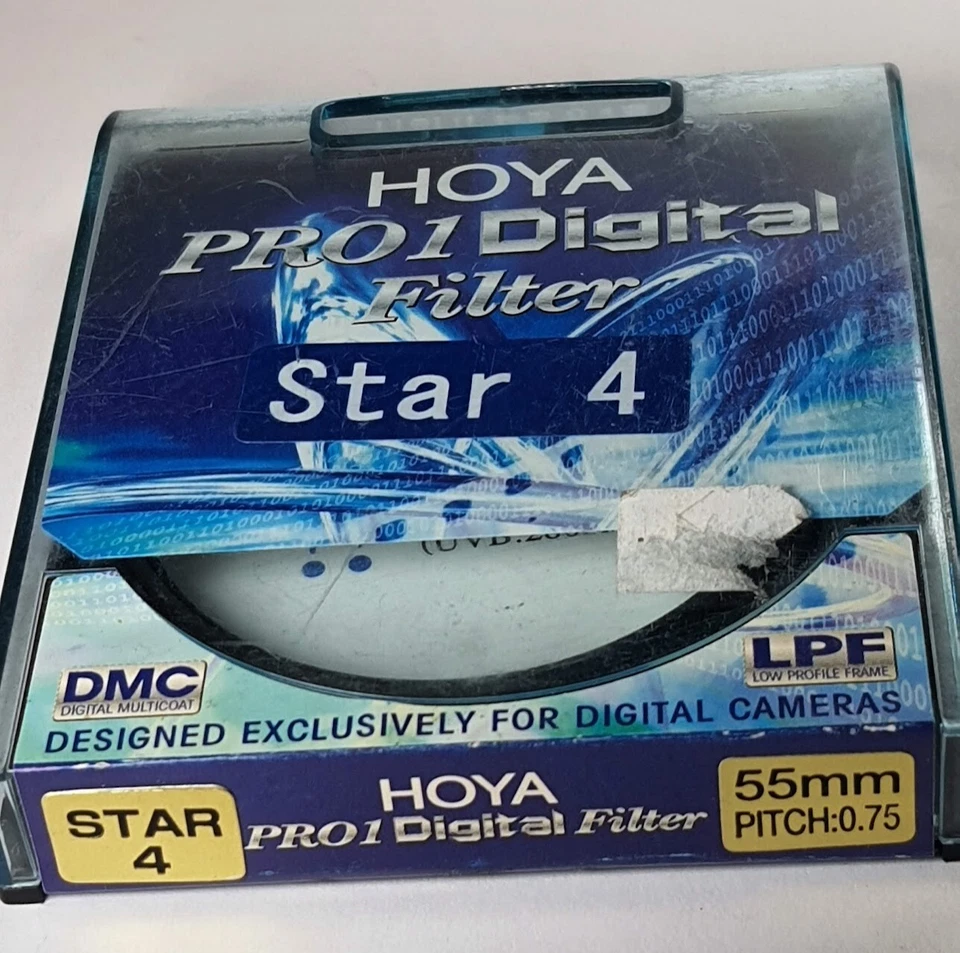 HOYA
PRO1 Digital
Filter
Star 4
DMC
DIGITAL MULTICOAT
LPF
LOW PROFILE FRAME
DESIGNED EXCLUSIVELY FOR DIGITAL CAMERAS
STAR
4
HOYA
PRO1 Digital Filter
55mm
PITCH:0.75